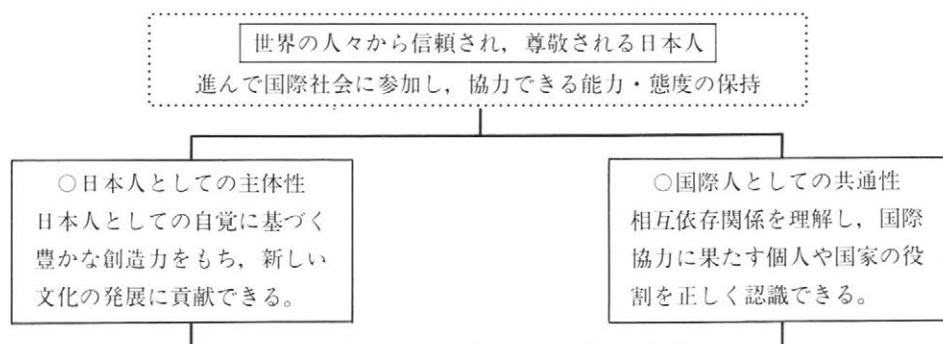 世界の人々から信頼され，尊敬される日本人
進んで国際社会に参加し，協力できる能力・態度の保持
○日本人としての主体性
日本人としての自覚に基づく
豊かな創造力をもち，新しい
文化の発展に貢献できる。
○国際人としての共通性
相互依存関係を理解し，国際
協力に果たす個人や国家の役
割を正しく認識できる。